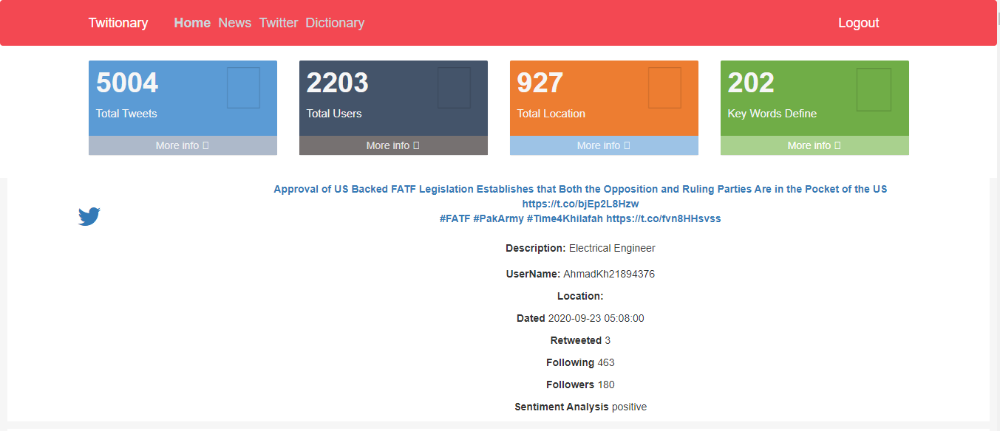 Twitionary Home News Twitter Dictionary Logout
5004 2203 927 202
Total Tweets Total Users Total Location Key Words Define
More info More info More info More info
Approval of US Backed FATF Legislation Establishes that Both the Opposition and Ruling Parties Are in the Pocket of the US
https://t.co/bjEp2L8Hzw
#FATF #PakArmy #Time4Khilafah https://t.co/fvn8HHsvss
Description: Electrical Engineer
UserName: AhmadKh21894376
Location:
Dated 2020-09-23 05:08:00
Retweeted 3
Following 463
Followers 180
Sentiment Analysis positive